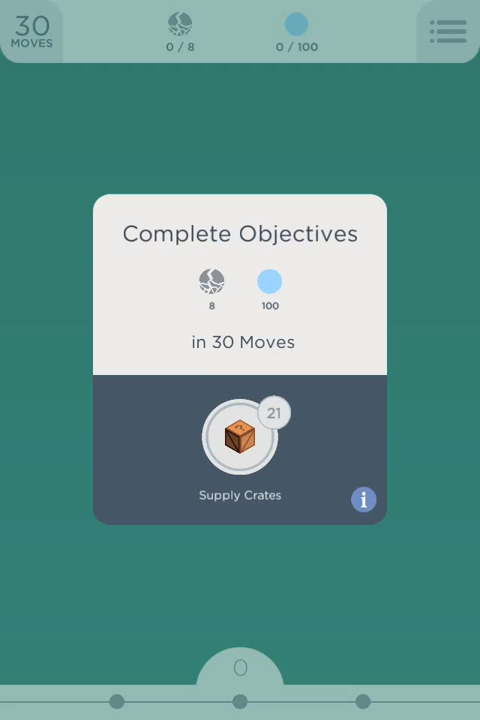 30
MOVES
0 / 8
0 / 100
Complete Objectives
8
100
in 30 Moves
21
?
Supply Crates
i
0